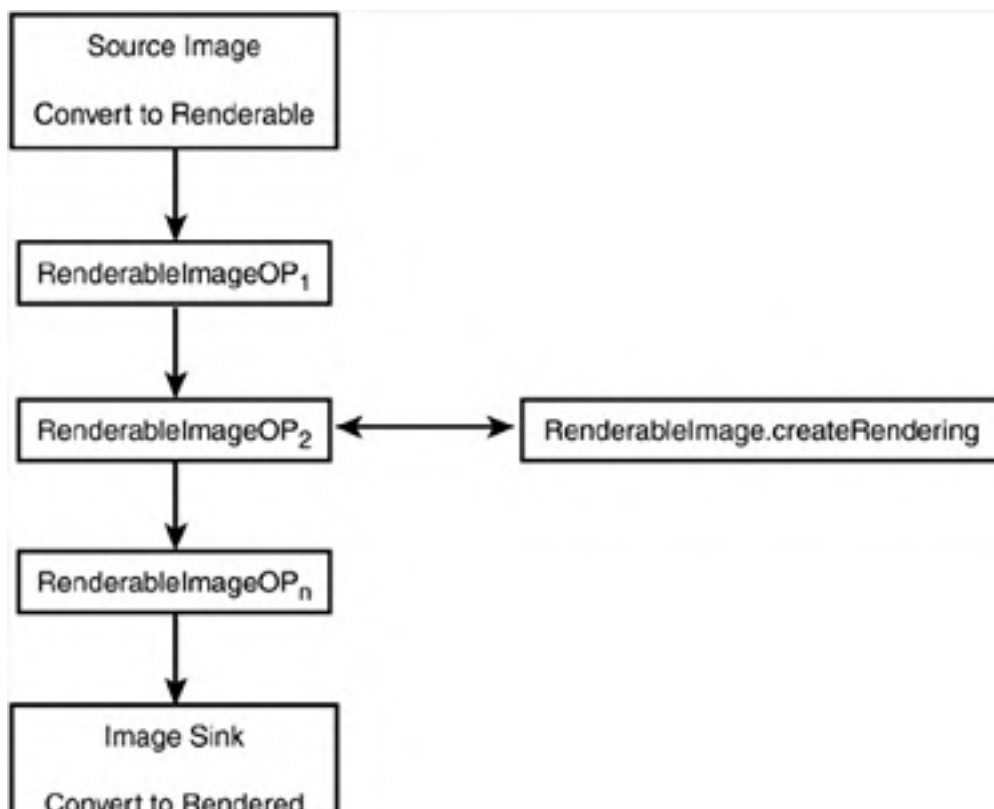 Source Image
Convert to Renderable
RenderableImageOP1
RenderableImageOP2
RenderableImage.createRendering
RenderableImageOPn
Image Sink
Convert to Rendered